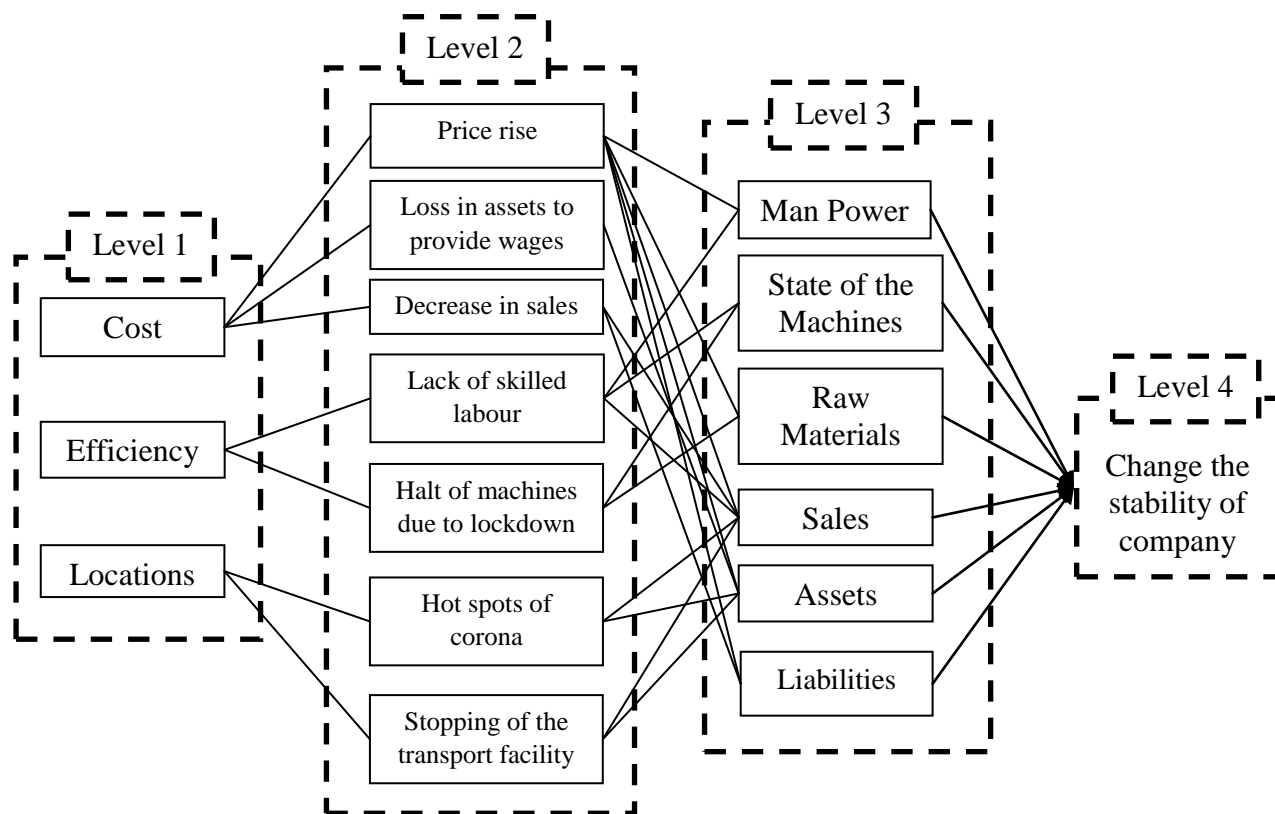 Level 1
Cost
Efficiency
Locations
Level 2
Price rise
Loss in assets to
provide wages
Decrease in sales
Lack of skilled
labour
Halt of machines
due to lockdown
Hot spots of
corona
Stopping of the
transport facility
Level 3
Man Power
State of the
Machines
Raw
Materials
Sales
Assets
Liabilities
Level 4
Change the
stability of
company